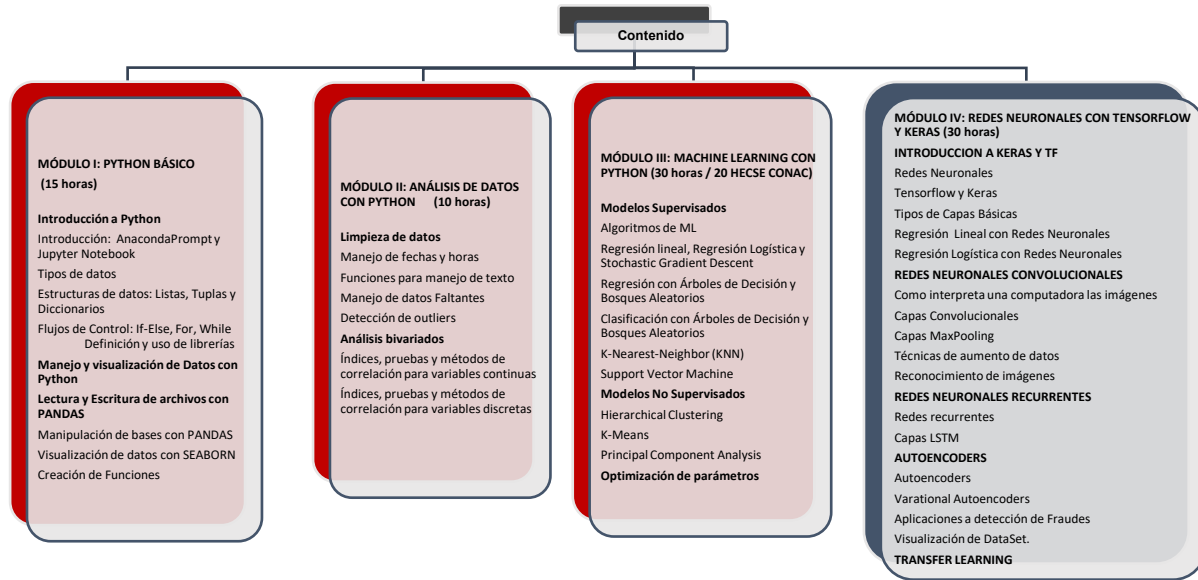 Contenido
MÓDULO I: PYTHON BÁSICO
(15 horas)
Introducción a Python
Introducción: AnacondaPrompt y
Jupyter Notebook
Tipos de datos
Estructuras de datos: Listas, Tuplas y
Diccionarios
Flujos de Control: If-Else, For, While
Definición y uso de librerías
Manejo y visualización de Datos con
Python
Lectura y Escritura de archivos con
PANDAS
Manipulación de bases con PANDAS
Visualización de datos con SEABORN
Creación de Funciones
MÓDULO II: ANÁLISIS DE DATOS
CON PYTHON (10 horas)
Limpieza de datos
Manejo de fechas y horas
Funciones para manejo de texto
Manejo de datos Faltantes
Detección de outliers
Análisis bivariados
Índices, pruebas y métodos de
correlación para variables continuas
Índices, pruebas y métodos de
correlación para variables discretas
MÓDULO III: MACHINE LEARNING CON
PYTHON (30 horas / 20 HECSE CONAC)
Modelos Supervisados
Algoritmos de ML
Regresión lineal, Regresión Logística y
Stochastic Gradient Descent
Regresión con Árboles de Decisión y
Bosques Aleatorios
Clasificación con Árboles de Decisión y
Bosques Aleatorios
K-Nearest-Neighbor (KNN)
Support Vector Machine
Modelos No Supervisados
Hierarchical Clustering
K-Means
Principal Component Analysis
Optimización de parámetros
MÓDULO IV: REDES NEURONALES CON TENSORFLOW
Y KERAS (30 horas)
INTRODUCCION A KERAS Y TF
Redes Neuronales
Tensorflow y Keras
Tipos de Capas Básicas
Regresión Lineal con Redes Neuronales
Regresión Logística con Redes Neuronales
REDES NEURONALES CONVOLUCIONALES
Como interpreta una computadora las imágenes
Capas Convolucionales
Capas MaxPooling
Técnicas de aumento de datos
Reconocimiento de imágenes
REDES NEURONALES RECURRENTES
Redes recurrentes
Capas LSTM
AUTOENCODERS
Autoencoders
Varational Autoencoders
Aplicaciones a detección de Fraudes
Visualización de DataSet.
TRANSFER LEARNING